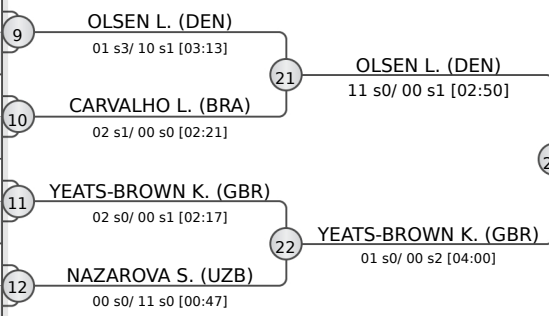 9
OLSEN L. (DEN)
01 s3/ 10 s1 [03:13]
21
OLSEN L. (DEN)
11 s0/ 00 s1 [02:50]
10
CARVALHO L. (BRA)
02 s1/ 00 s0 [02:21]
11
YEATS-BROWN K. (GBR)
02 s0/ 00 s1 [02:17]
22
YEATS-BROWN K. (GBR)
01 s0/ 00 s2 [04:00]
12
NAZAROVA S. (UZB)
00 s0/ 11 s0 [00:47]